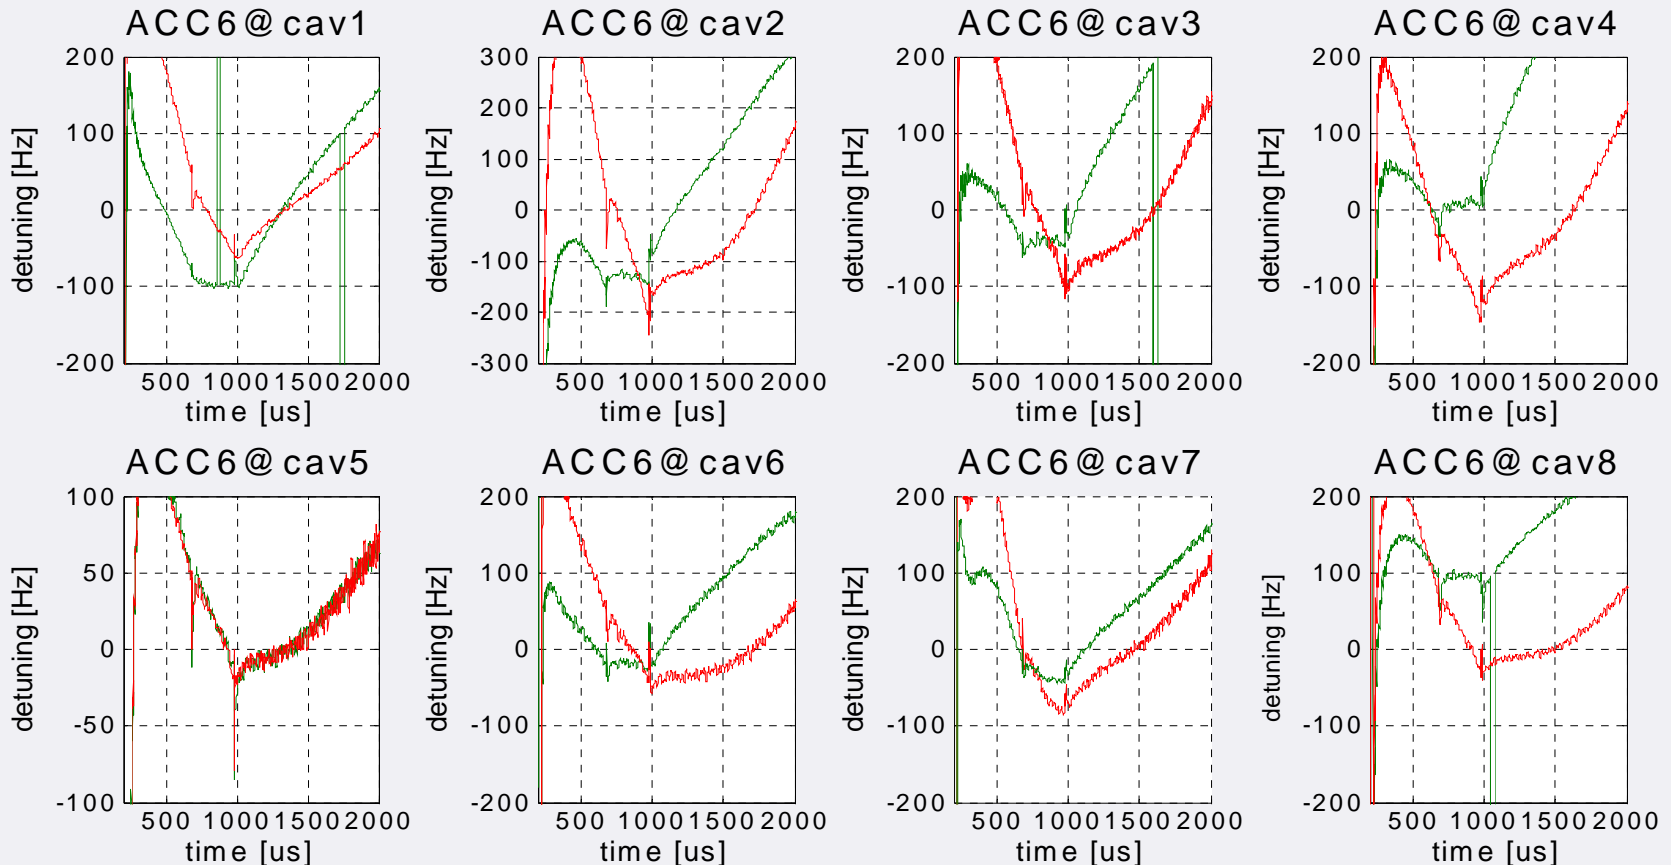 ACC6@cav1
detuning [Hz]
200
100
0
-100
-200
500 1000 1500 2000
time [us]
ACC6@cav2
detuning [Hz]
300
200
100
0
-100
-200
-300
500 1000 1500 2000
time [us]
ACC6@cav3
detuning [Hz]
200
100
0
-100
-200
500 1000 1500 2000
time [us]
ACC6@cav4
detuning [Hz]
200
100
0
-100
-200
500 1000 1500 2000
time [us]
ACC6@cav5
detuning [Hz]
100
50
0
-50
-100
500 1000 1500 2000
time [us]
ACC6@cav6
detuning [Hz]
200
100
0
-100
-200
500 1000 1500 2000
time [us]
ACC6@cav7
detuning [Hz]
200
100
0
-100
-200
500 1000 1500 2000
time [us]
ACC6@cav8
detuning [Hz]
200
100
0
-100
-200
500 1000 1500 2000
time [us]